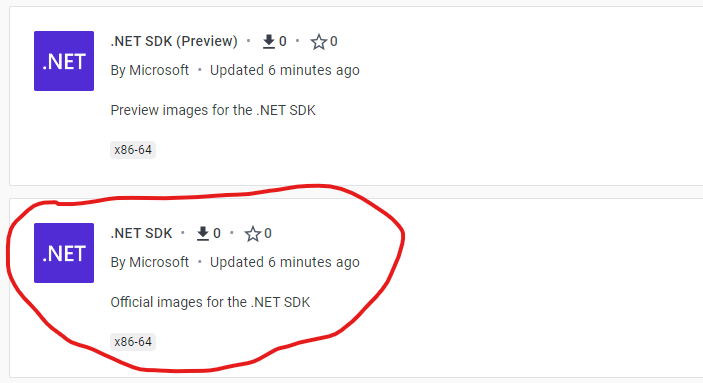 .NET
.NET SDK (Preview) • 0 • 0
By Microsoft • Updated 6 minutes ago
Preview images for the .NET SDK
x86-64
.NET
.NET SDK • 0 • 0
By Microsoft • Updated 6 minutes ago
Official images for the .NET SDK
x86-64